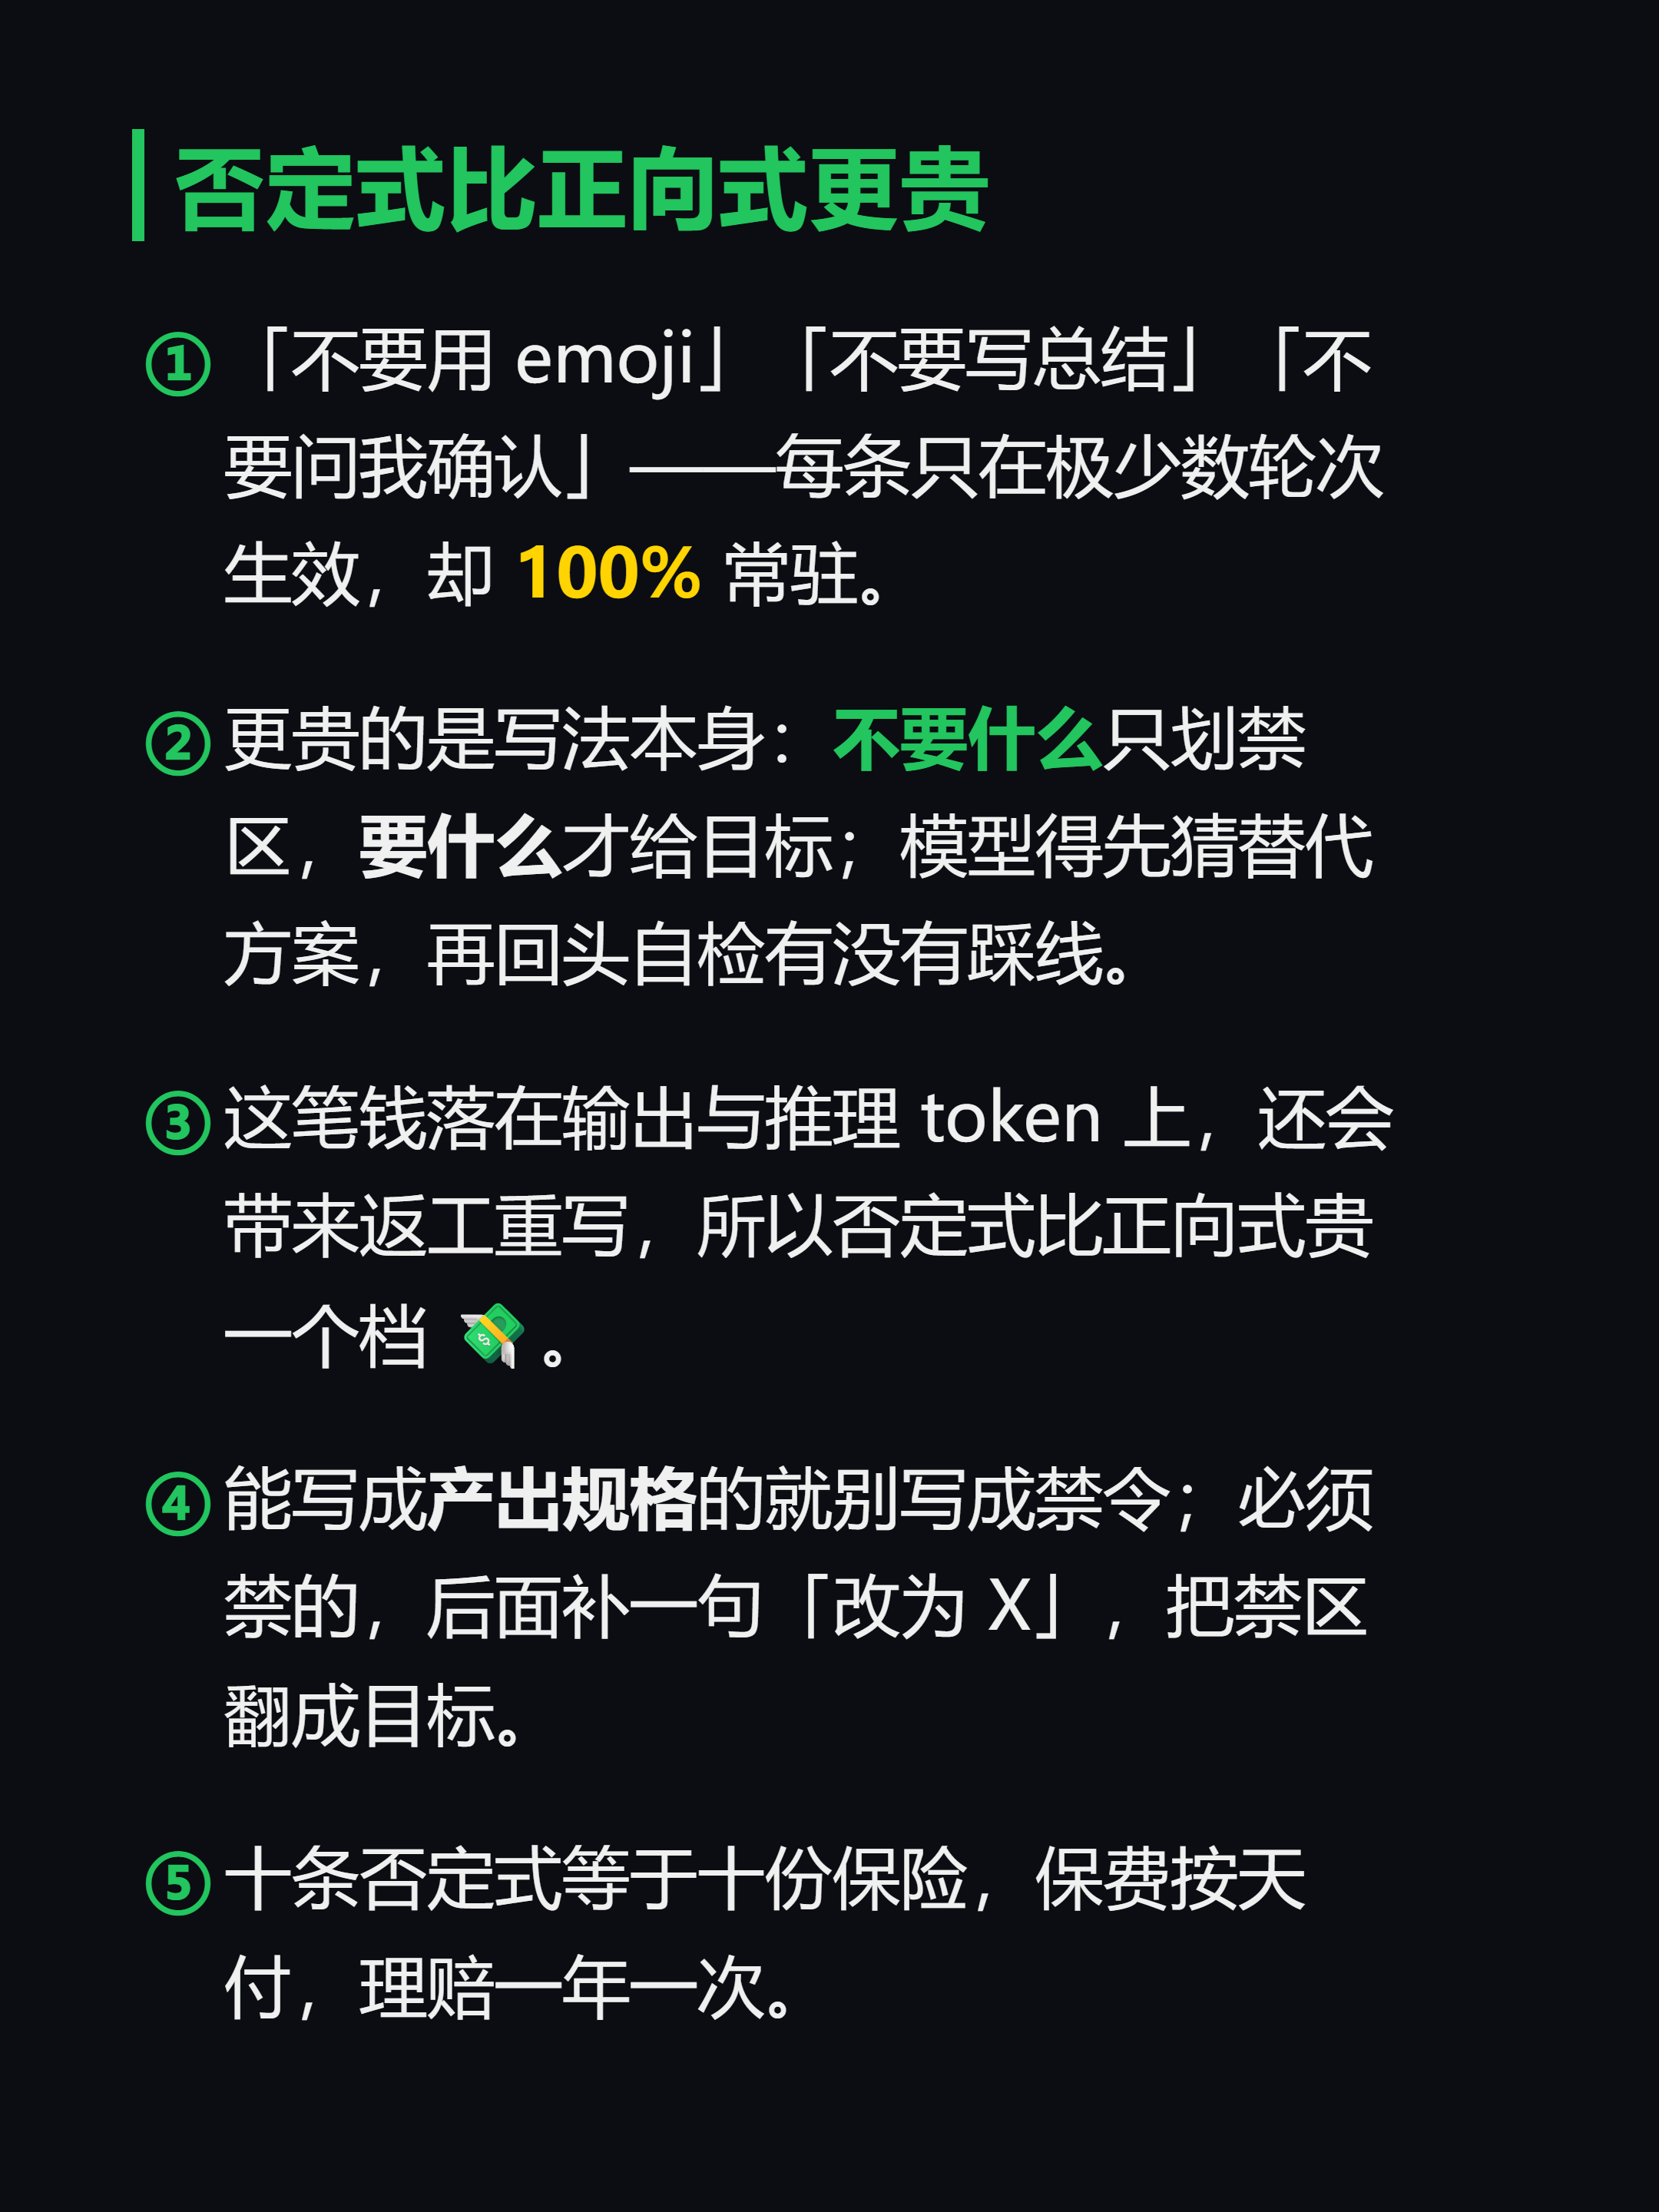 否定式比正向式更贵
① 「不要用 emoji」「不要写总结」「不
要问我确认」——每条只在极少数轮次
生效，却 100% 常驻。
② 更贵的是写法本身：不要什么只划禁
区，要什么才给目标；模型得先猜替代
方案，再回头自检有没有踩线。
③ 这笔钱落在输出与推理 token 上，还会
带来返工重写，所以否定式比正向式贵
一个档 💸。
④ 能写成产出规格的就别写成禁令；必须
禁的，后面补一句「改为 X」，把禁区
翻成目标。
⑤ 十条否定式等于十份保险，保费按天
付，理赔一年一次。